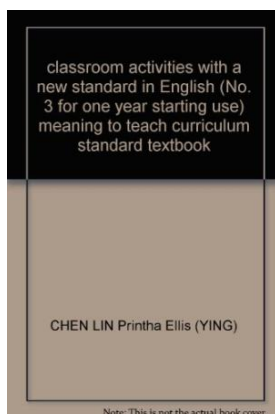 classroom activities with a
new standard in English (No.
3 for one year starting use)
meaning to teach curriculum
standard textbook
CHEN LIN Printha Ellis (YING)
Note: This is not the actual book cover